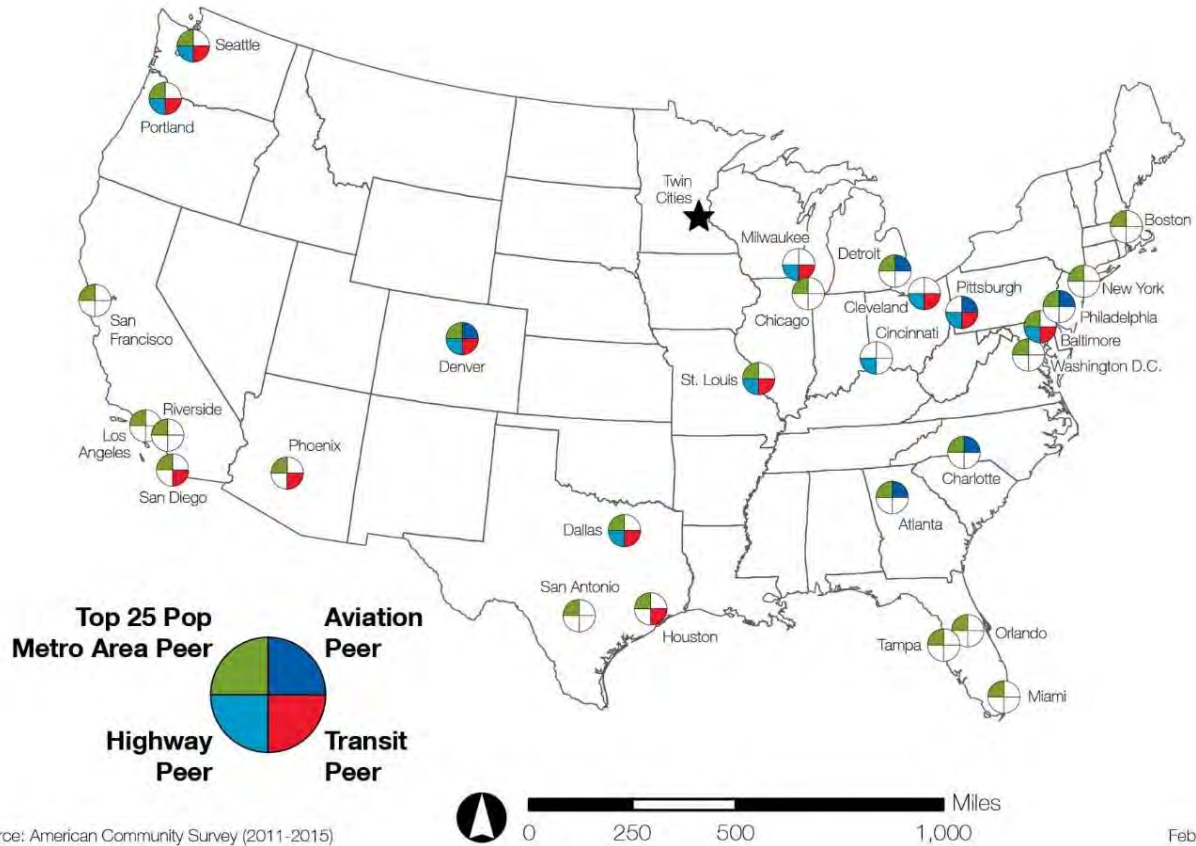 Seattle
Portland
Twin
Cities
Milwaukee
Detroit
Boston
New York
Pittsburgh
Philadelphia
Cleveland
Chicago
Cincinnati
Baltimore
Washington D.C.
San
Francisco
Denver
St. Louis
Riverside
Los
Angeles
Phoenix
San Diego
Charlotte
Atlanta
Dallas
San Antonio
Houston
Orlando
Tampa
Miami
Top 25 Pop
Metro Area Peer
Aviation
Peer
Highway
Peer
Transit
Peer
Miles
0 250 500 1,000
rce: American Community Survey (2011-2015)
Feb